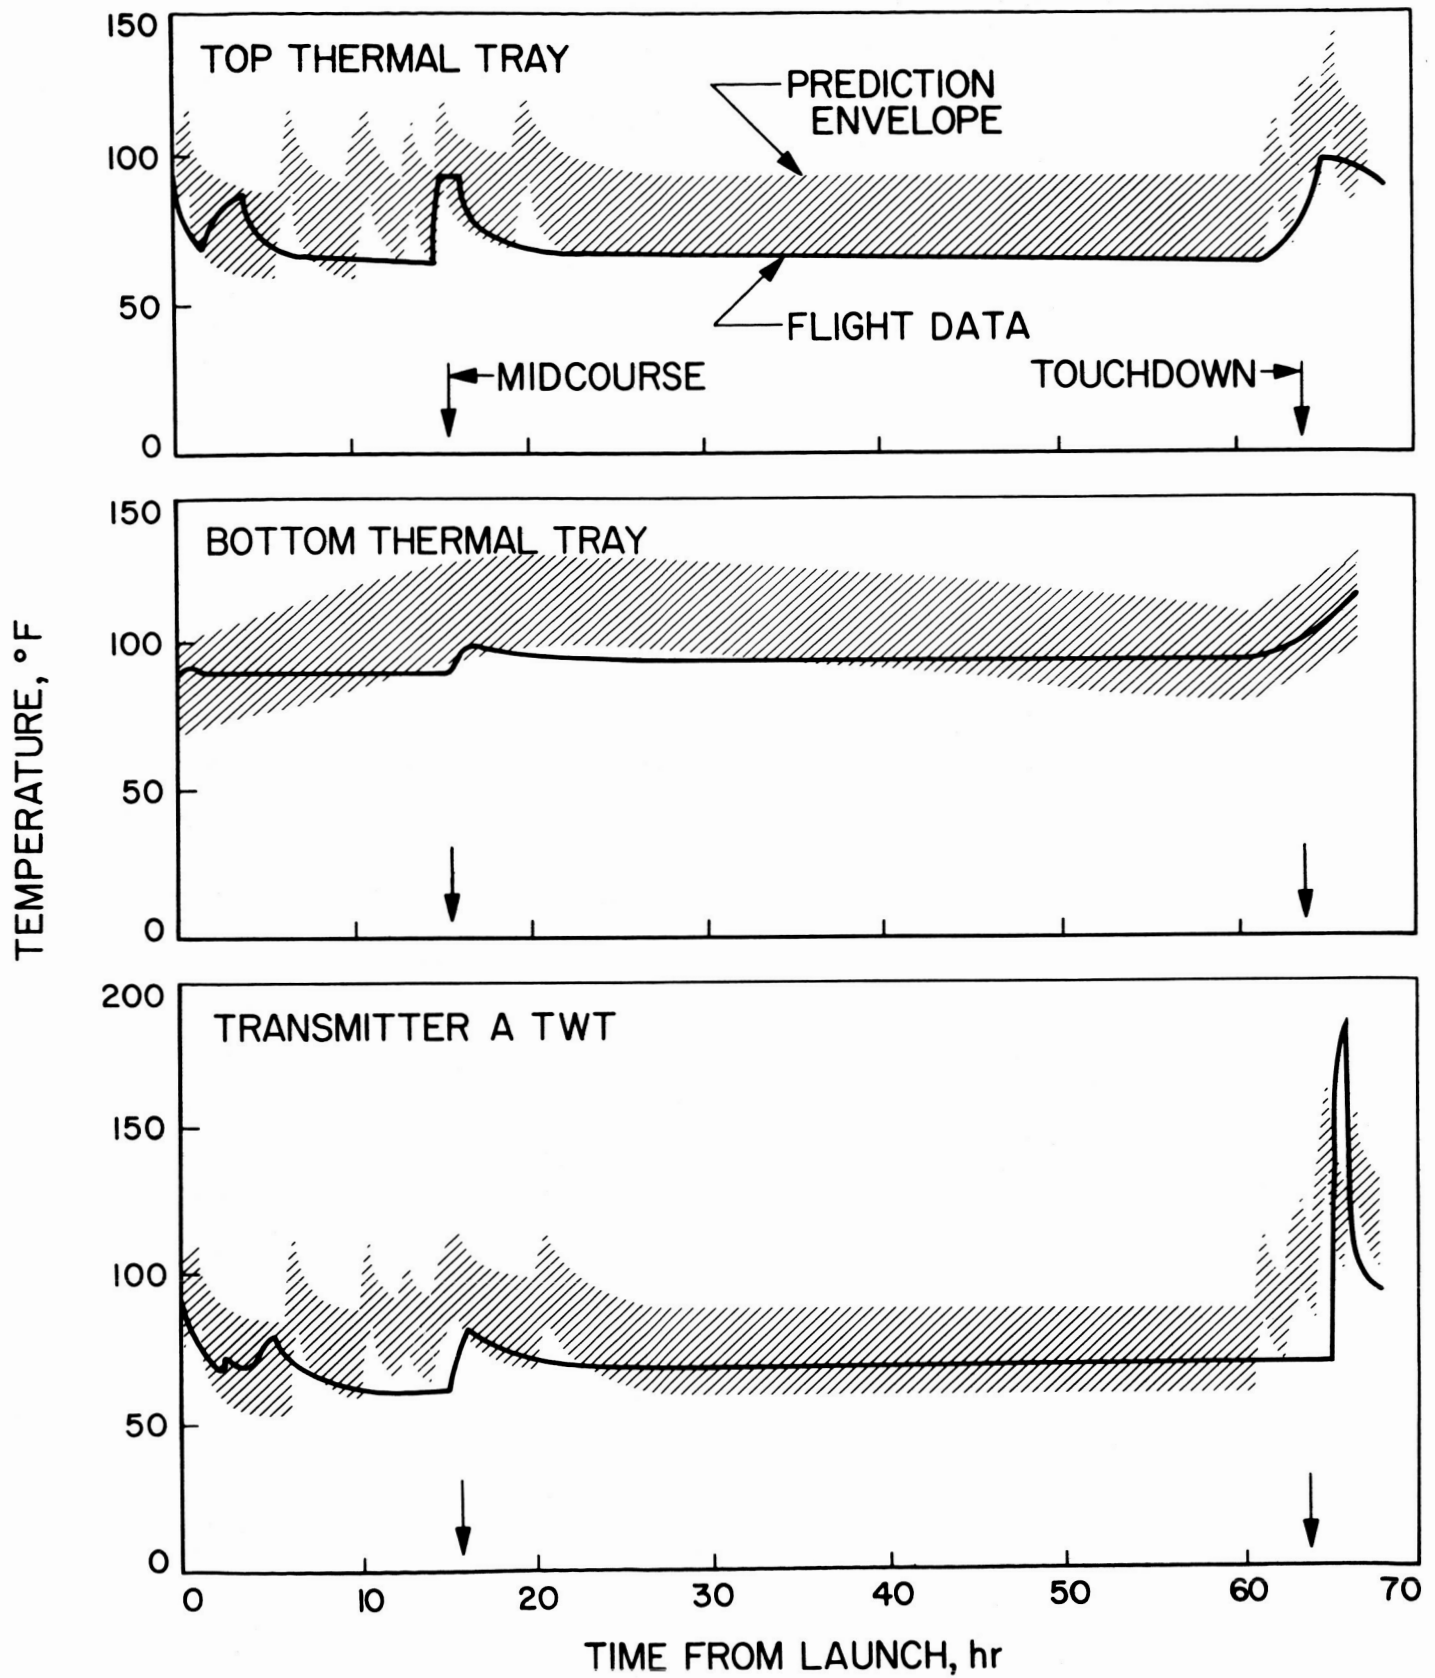 150
TOP THERMAL TRAY
PREDICTION
ENVELOPE
100
50
FLIGHT DATA
MIDCOURSE
TOUCHDOWN
0
150
BOTTOM THERMAL TRAY
100
50
0
TEMPERATURE, °F
200
TRANSMITTER A TWT
150
100
50
0
0 10 20 30 40 50 60 70
TIME FROM LAUNCH, hr